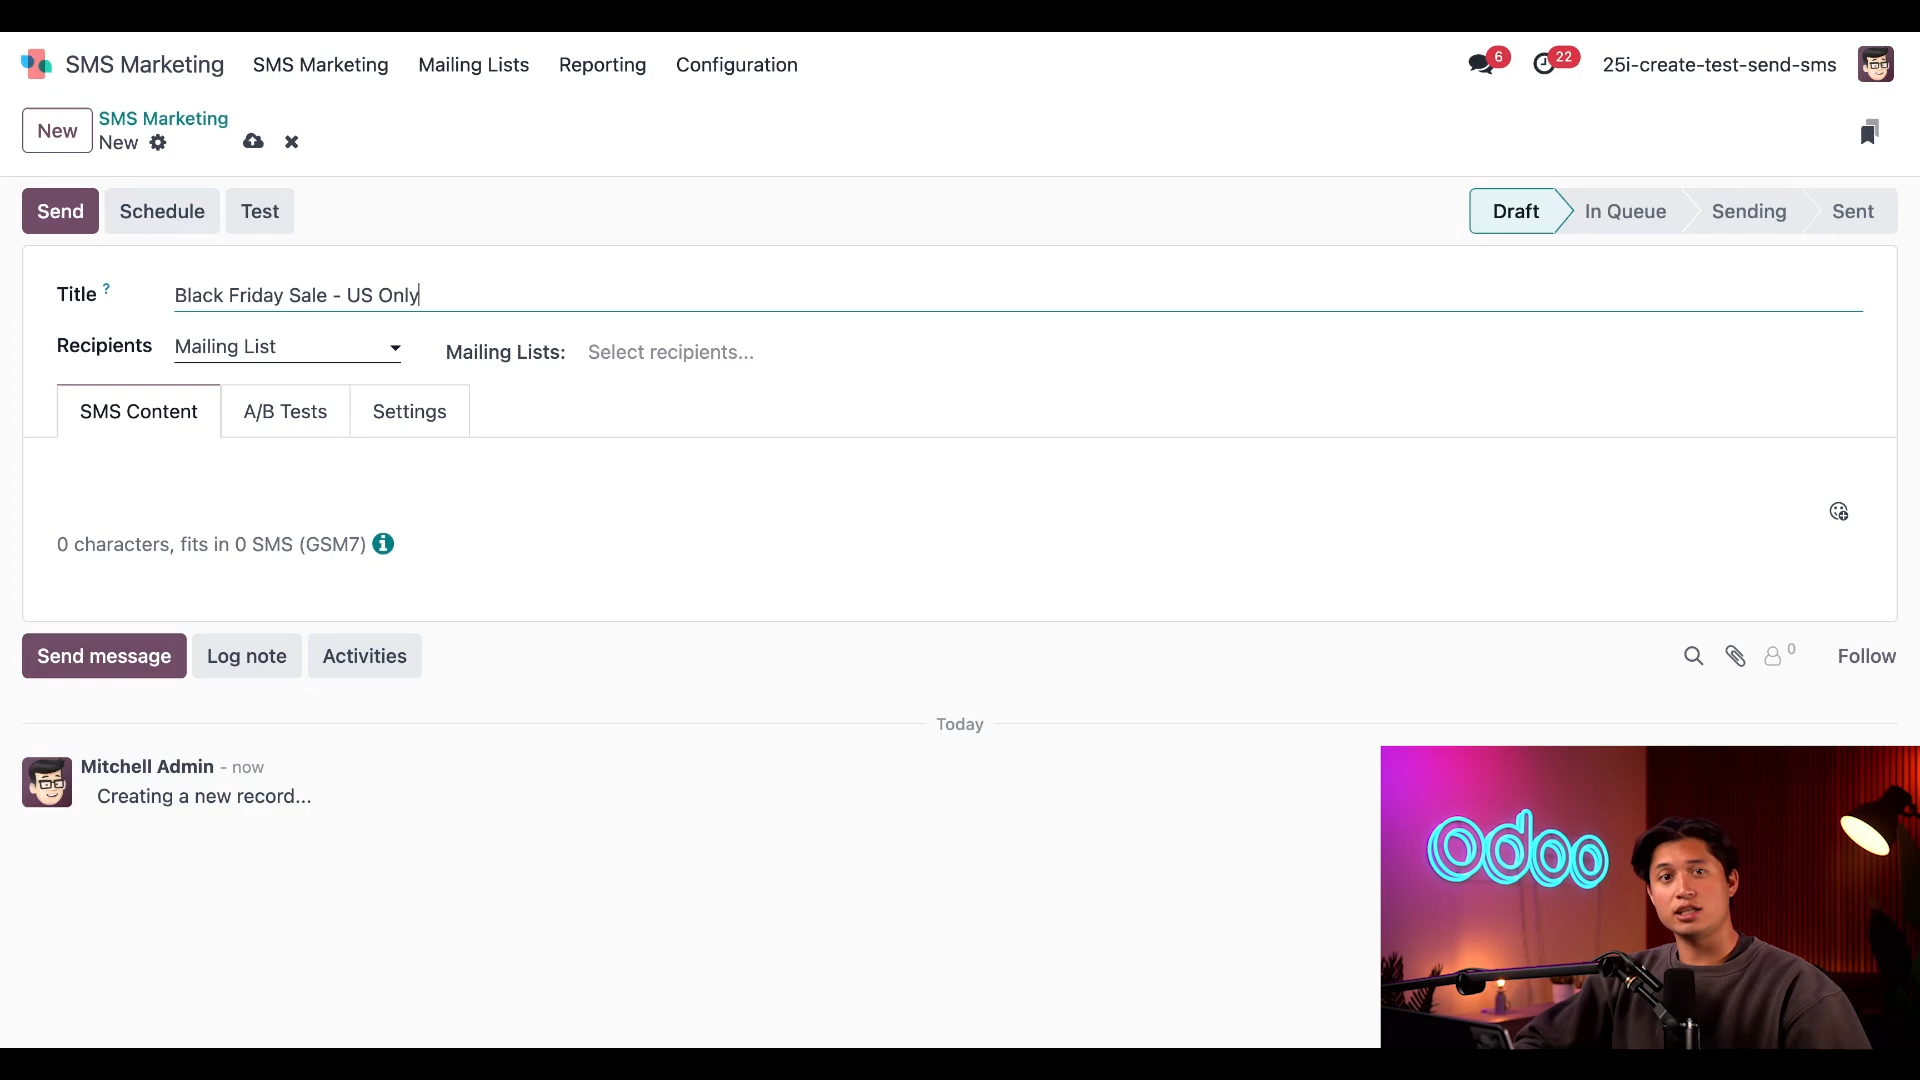 SMS Marketing SMS Marketing Mailing Lists Reporting Configuration 6 22 25i-create-test-send-sms
New SMS Marketing
New
Send Schedule Test Draft In Queue Sending Sent
Title ? Black Friday Sale - US Only
Recipients Mailing List Mailing Lists: Select recipients...
SMS Content A/B Tests Settings
0 characters, fits in 0 SMS (GSM7)
Send message Log note Activities 0 Follow
Today
Mitchell Admin - now
Creating a new record...
odoo